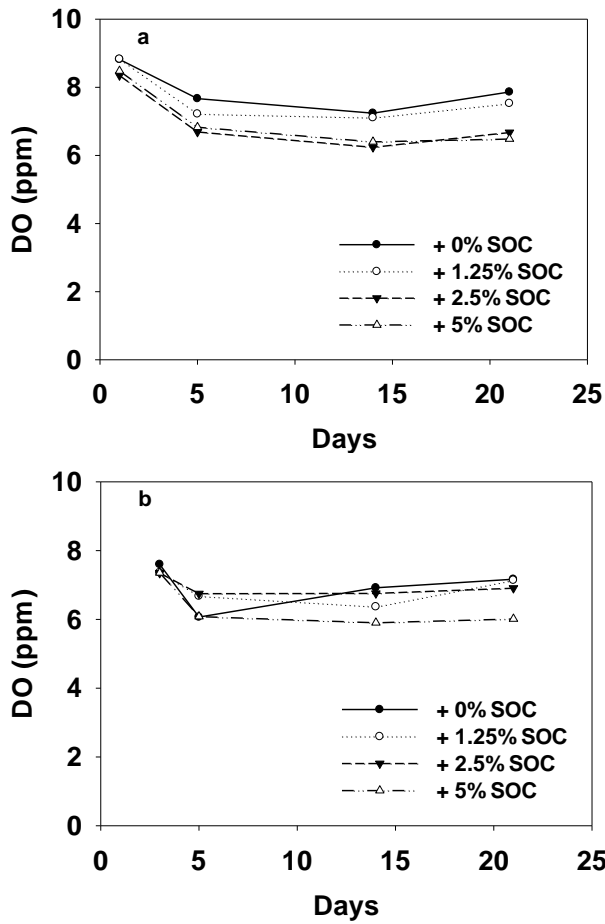 a
10
8
6
4
2
0
DO (ppm)
+ 0% SOC
+ 1.25% SOC
+ 2.5% SOC
+ 5% SOC
0 5 10 15 20 25
Days
b
10
8
6
4
2
0
DO (ppm)
+ 0% SOC
+ 1.25% SOC
+ 2.5% SOC
+ 5% SOC
0 5 10 15 20 25
Days